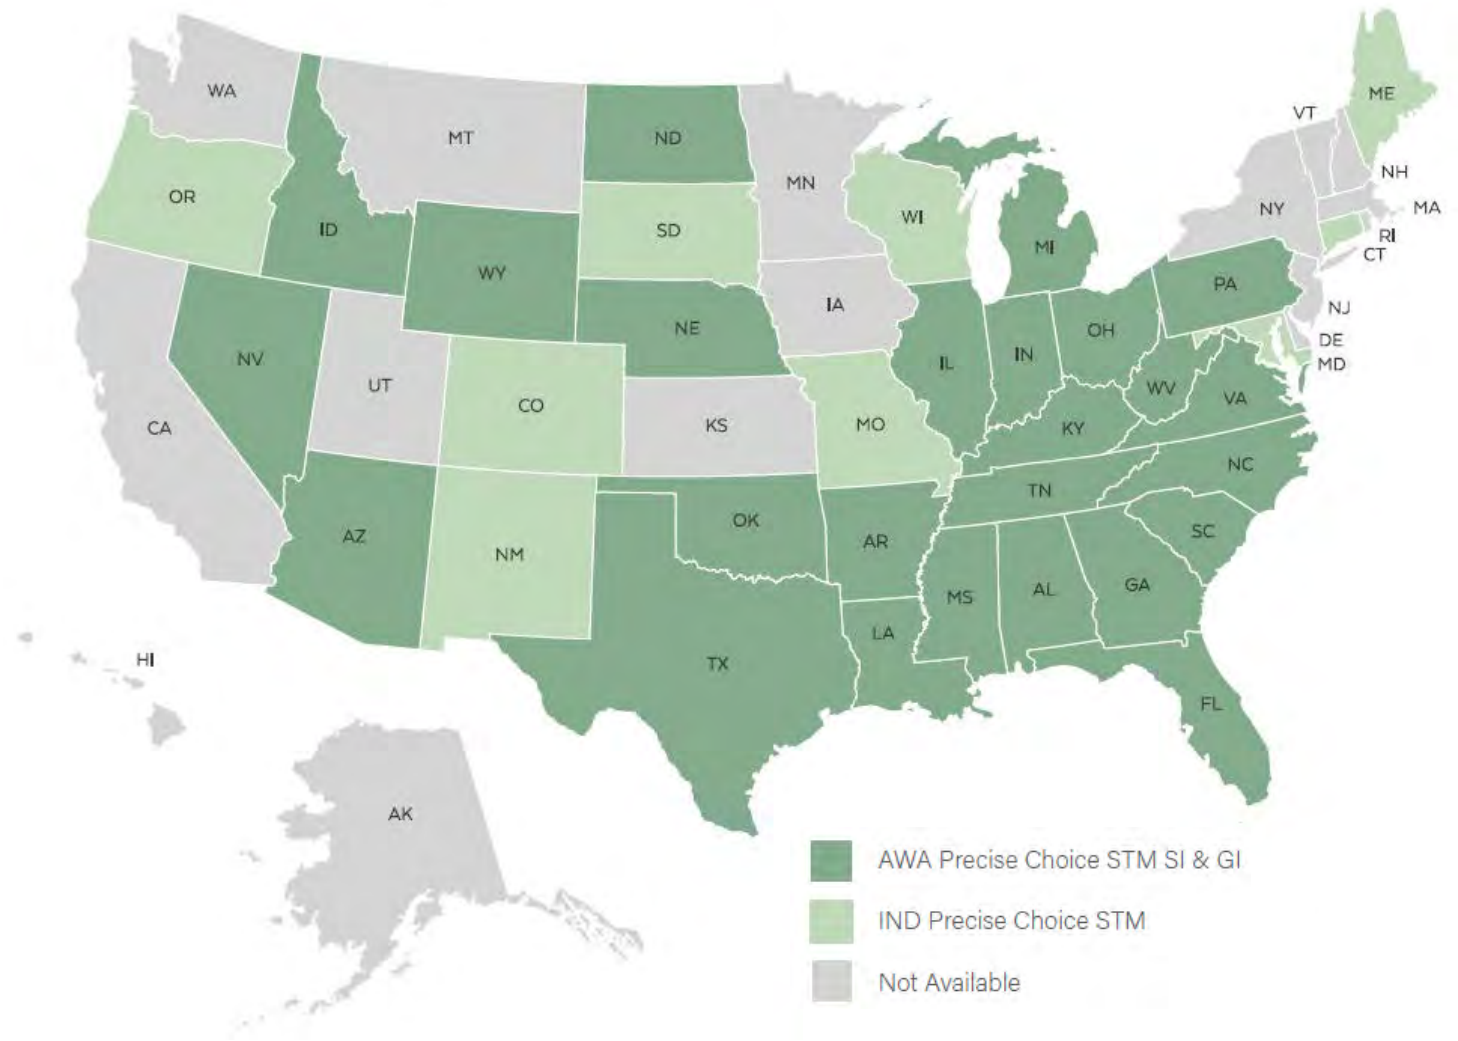 WA
MT
ND
MN
OR
ID
SD
WI
WY
MI
NE
IA
NV
UT
CO
KS
MO
IL
IN
OH
PA
NY
VT
ME
NH
MA
RI
CT
NJ
DE
MD
CA
WV
VA
KY
NC
TN
AZ
NM
OK
AR
SC
MS
AL
GA
LA
TX
FL
HI
AK
AWA Precise Choice STM SI & GI
IND Precise Choice STM
Not Available